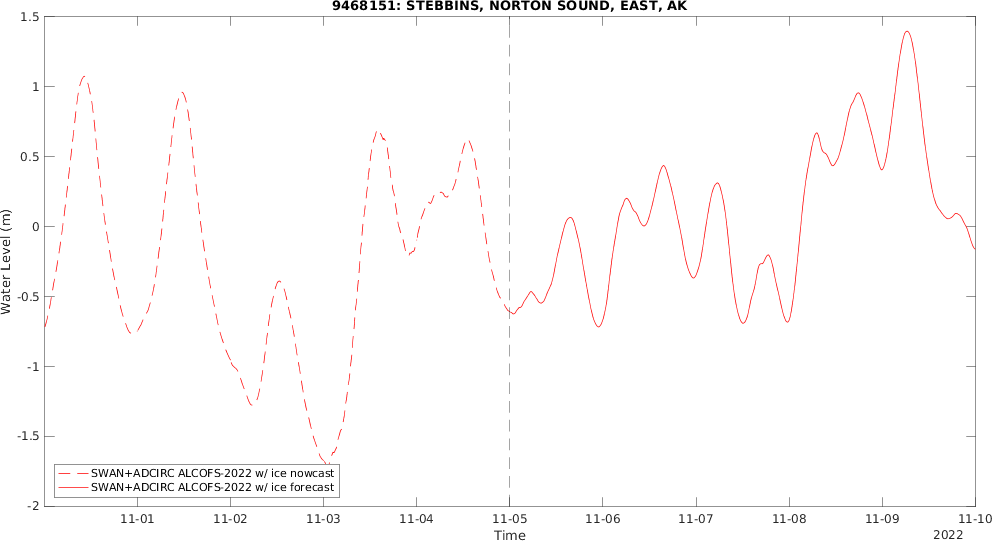 9468151: STEBBINS, NORTON SOUND, EAST, AK
1.5
1
0.5
0
-0.5
-1
-1.5
-2
Water Level (m)
SWAN+ADCIRC ALCOFS-2022 w/ ice nowcast
SWAN+ADCIRC ALCOFS-2022 w/ ice forecast
11-01 11-02 11-03 11-04 11-05 11-06 11-07 11-08 11-09 11-10
Time
2022